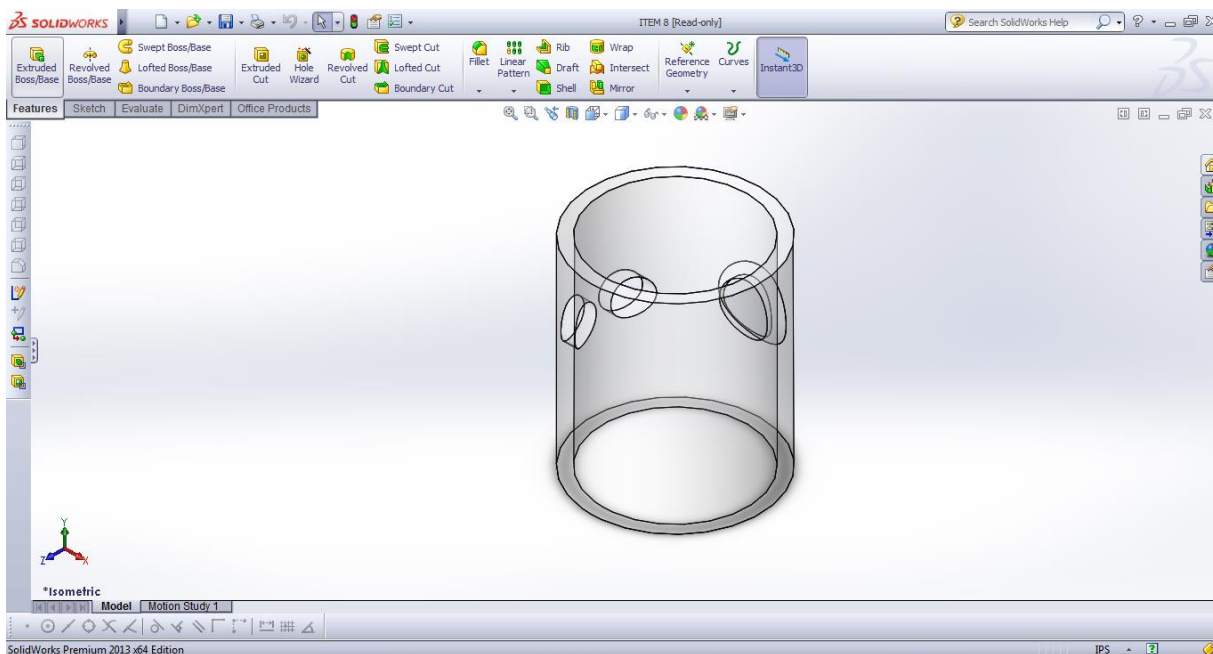 SOLIDWORKS
ITEM 8 [Read-only]
Search SolidWorks Help
Extruded Boss/Base
Revolved Boss/Base
Swept Boss/Base
Lofted Boss/Base
Boundary Boss/Base
Extruded Cut
Hole Wizard
Revolved Cut
Swept Cut
Lofted Cut
Boundary Cut
Fillet
Linear Pattern
Rib
Draft
Shell
Wrap
Intersect
Mirror
Reference Geometry
Curves
Instant3D
Features
Sketch
Evaluate
DimXpert
Office Products
Y
Z
X
*Isometric
Model
Motion Study 1
SolidWorks Premium 2013 x64 Edition
IPS